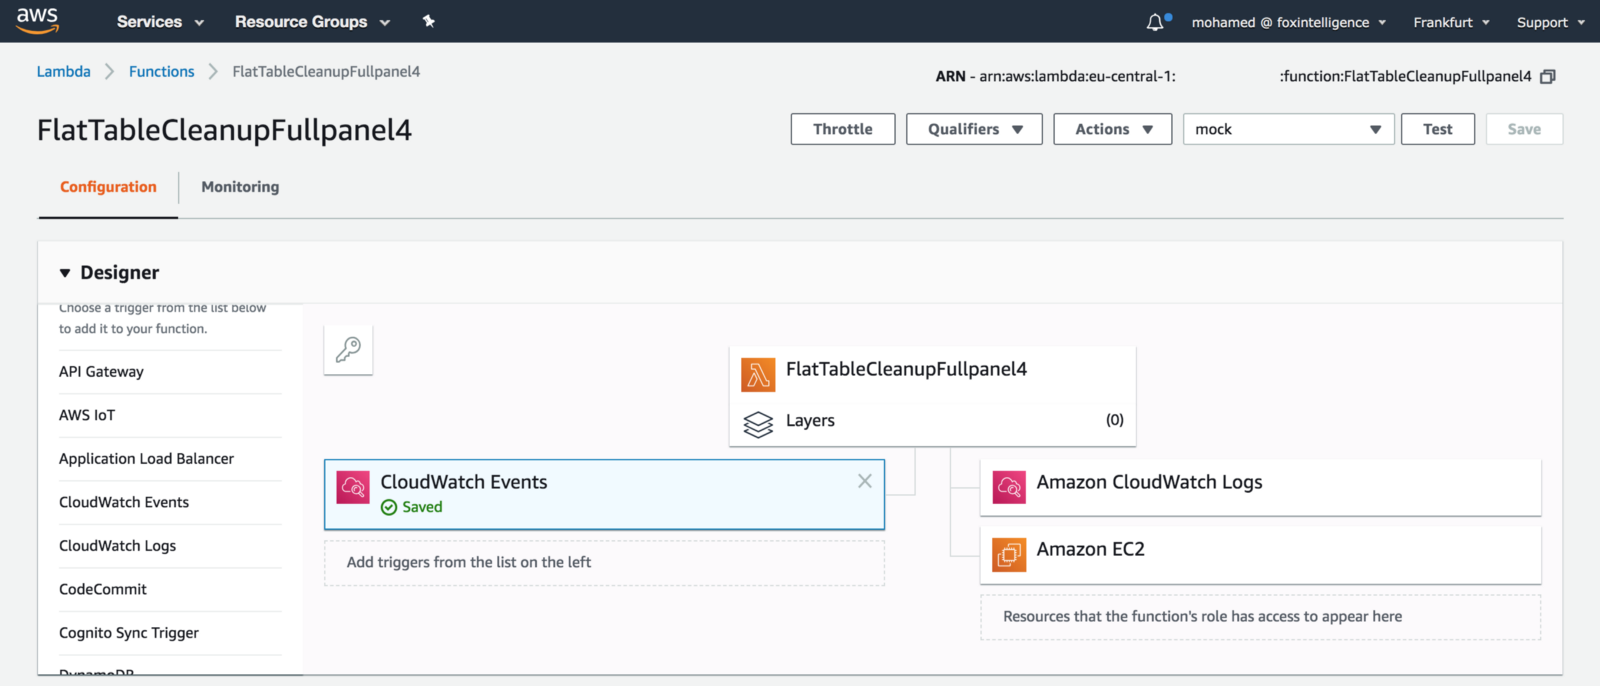 aws Services Resource Groups mohamed @ foxintelligence Frankfurt Support
Lambda Functions FlatTableCleanupFullpanel4
ARN - arn:aws:lambda:eu-central-1: :function:FlatTableCleanupFullpanel4
FlatTableCleanupFullpanel4
Throttle Qualifiers Actions mock Test Save
Configuration Monitoring
Designer
Choose a trigger from the list below
to add it to your function.
API Gateway
AWS IoT
Application Load Balancer
CloudWatch Events
CloudWatch Logs
CodeCommit
Cognito Sync Trigger
DynamoDB
FlatTableCleanupFullpanel4
Layers (0)
CloudWatch Events
Saved
Add triggers from the list on the left
Amazon CloudWatch Logs
Amazon EC2
Resources that the function's role has access to appear here